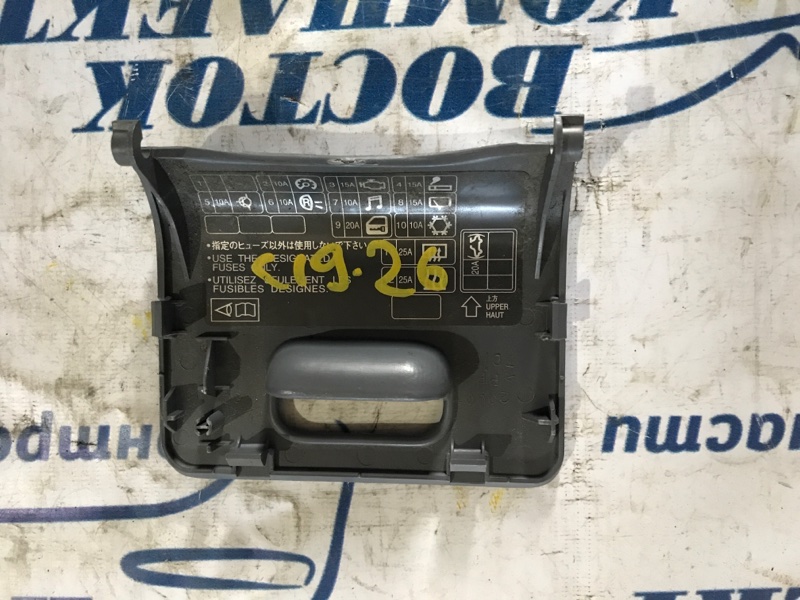 КОМПЛЕКТ
ВОСТОК
1 2 10A 3 15A 4 15A
5 10A 6 10A R 7 10A 8 15A
9 20A 10 10A
・指定のヒューズ以外は使用しないで下さい 25A
・USE THE DESIGNATED
FUSES ONLY. 20A
・UTILISEZ SEULEMENT 25A
FUSIBLES DESIGNES.
上方
UPPER
HAUT
c19.26